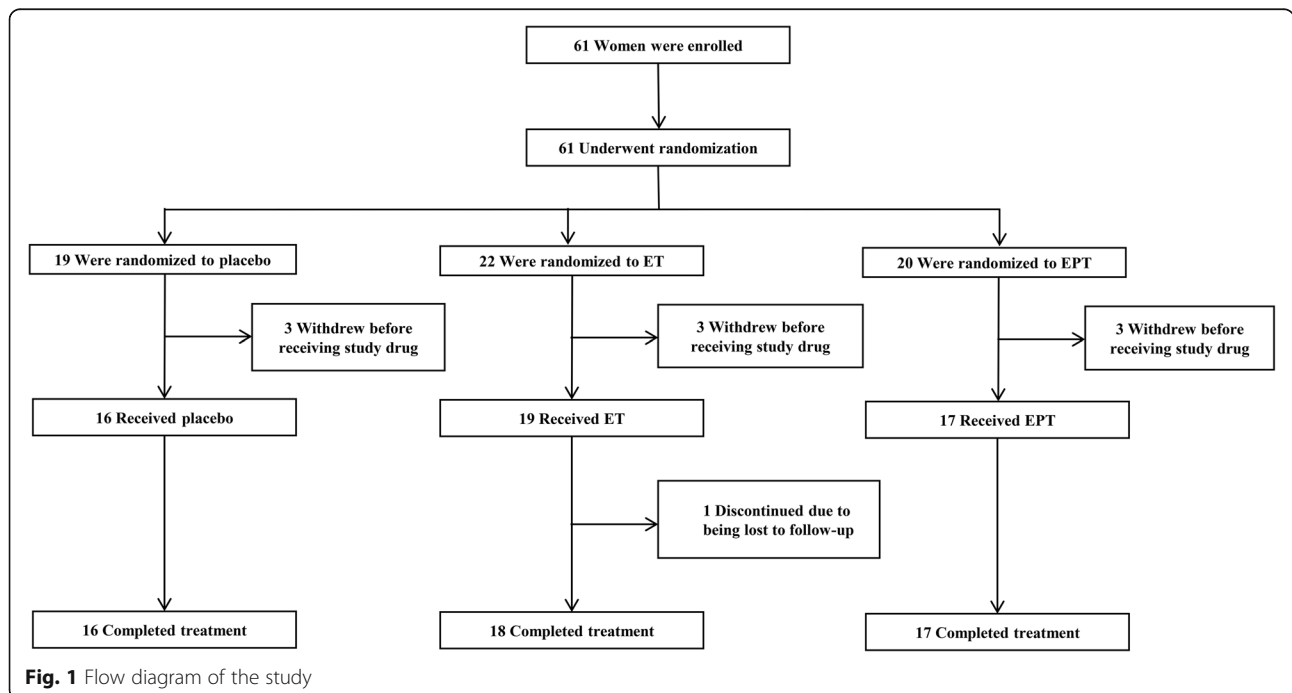 61 Women were enrolled
61 Underwent randomization
19 Were randomized to placebo
22 Were randomized to ET
20 Were randomized to EPT
3 Withdrew before
receiving study drug
3 Withdrew before
receiving study drug
3 Withdrew before
receiving study drug
16 Received placebo
19 Received ET
17 Received EPT
1 Discontinued due to
being lost to follow-up
16 Completed treatment
18 Completed treatment
17 Completed treatment
Fig. 1 Flow diagram of the study